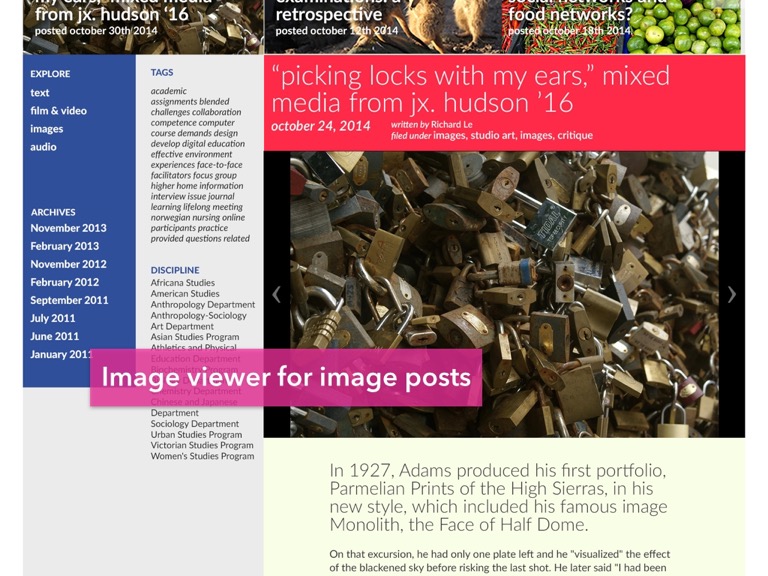 my ears,” mixed media
from jx. hudson ’16
posted october 30th 2014
examinations: a
retrospective
posted october 12th 2014
social networks and
food networks?
posted october 18th, 2014
EXPLORE
text
film & video
images
audio
ARCHIVES
November 2013
February 2013
November 2012
February 2012
September 2011
July 2011
June 2011
January 2011
TAGS
academic
assignments blended
challenges collaboration
competence computer
course demands design
develop digital education
effective environment
experiences face-to-face
facilitators focus group
higher home information
interview issue journal
learning lifelong meeting
norwegian nursing online
participants practice
provided questions related
DISCIPLINE
Africana Studies
American Studies
Anthropology Department
Anthropology-Sociology
Art Department
Asian Studies Program
Athletics and Physical
Education Department
Biochemistry Program
Chemistry Department
Chinese and Japanese
Department
Sociology Department
Urban Studies Program
Victorian Studies Program
Women's Studies Program
“picking locks with my ears,” mixed
media from jx. hudson ’16
october 24, 2014
written by Richard Le
filed under images, studio art, images, critique
Image viewer for image posts
In 1927, Adams produced his first portfolio,
Parmelian Prints of the High Sierras, in his
new style, which included his famous image
Monolith, the Face of Half Dome.
On that excursion, he had only one plate left and he "visualized" the effect
of the blackened sky before risking the last shot. He later said "I had been